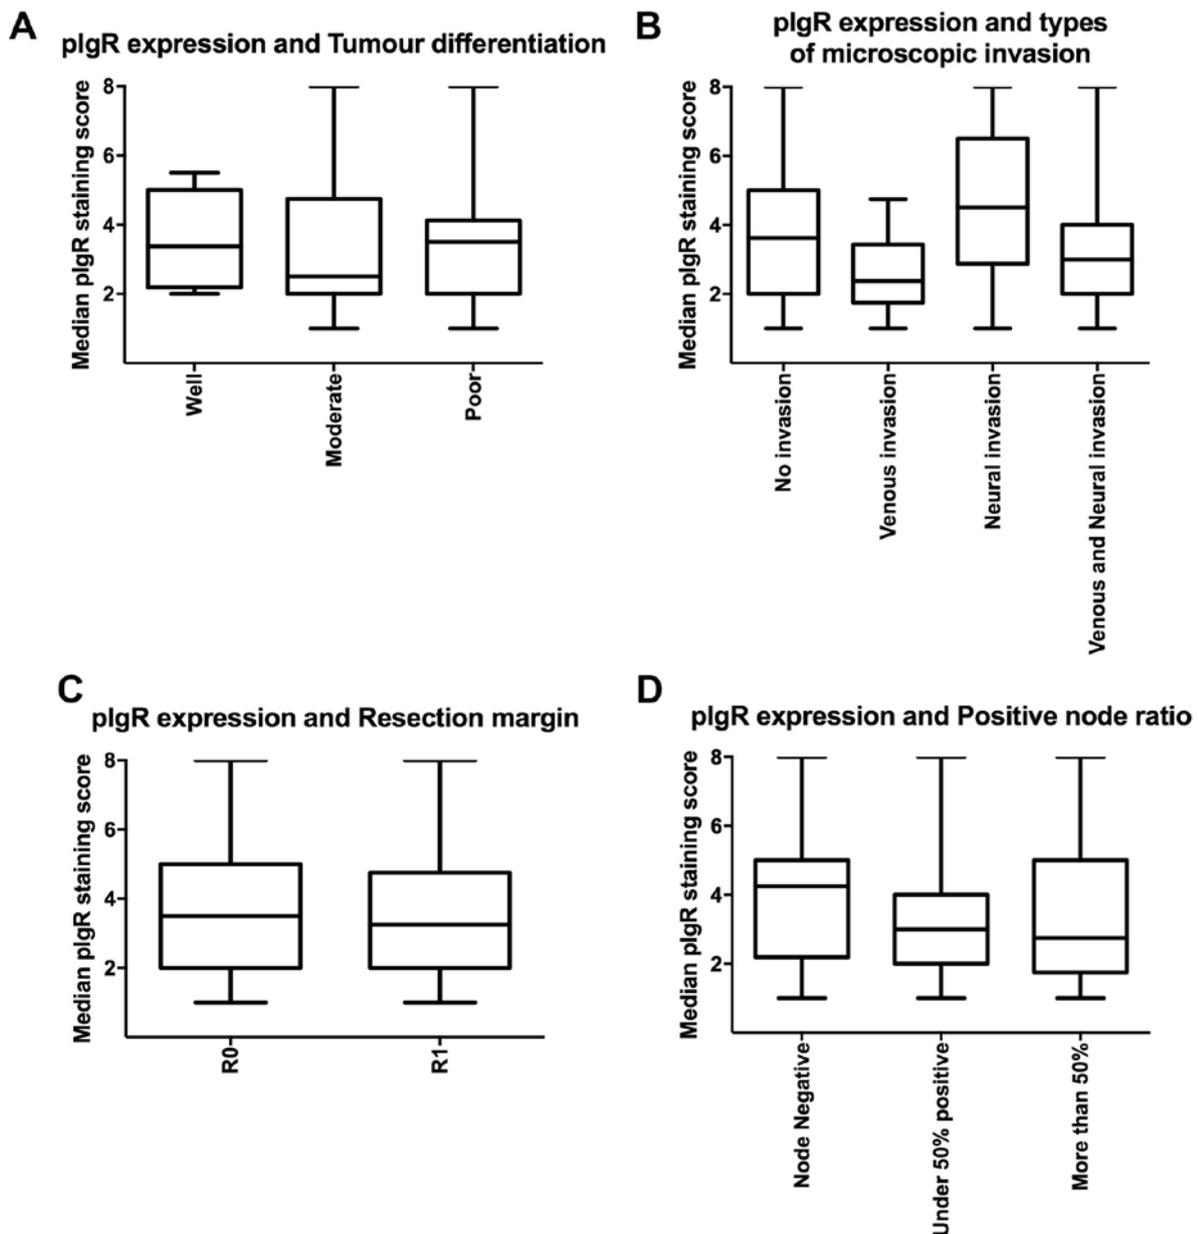 A
pIgR expression and Tumour differentiation
Median pIgR staining score
8
6
4
2
Well
Moderate
Poor
B
pIgR expression and types
of microscopic invasion
Median pIgR staining score
8
6
4
2
No invasion
Venous invasion
Neural invasion
Venous and Neural invasion
C
pIgR expression and Resection margin
Median pIgR staining score
8
6
4
2
R0
R1
D
pIgR expression and Positive node ratio
Median pIgR staining score
8
6
4
2
Node Negative
Under 50% positive
More than 50%